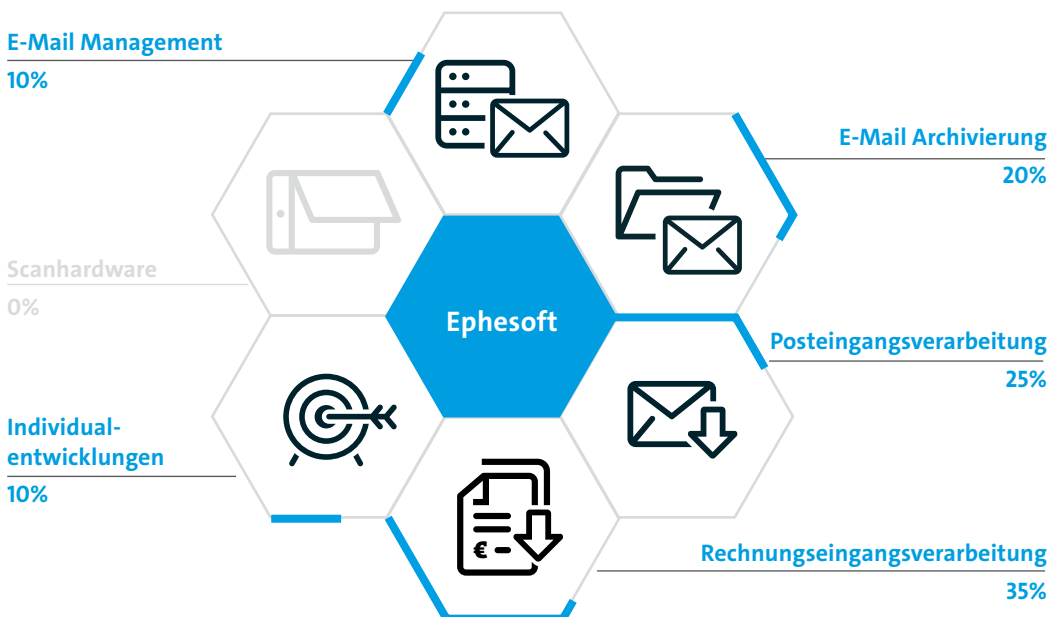 E-Mail Management
10%
E-Mail Archivierung
20%
Scanhardware
0%
Ephesoft
Posteingangsverarbeitung
25%
Individual-
entwicklungen
10%
€
Rechnungseingangsverarbeitung
35%